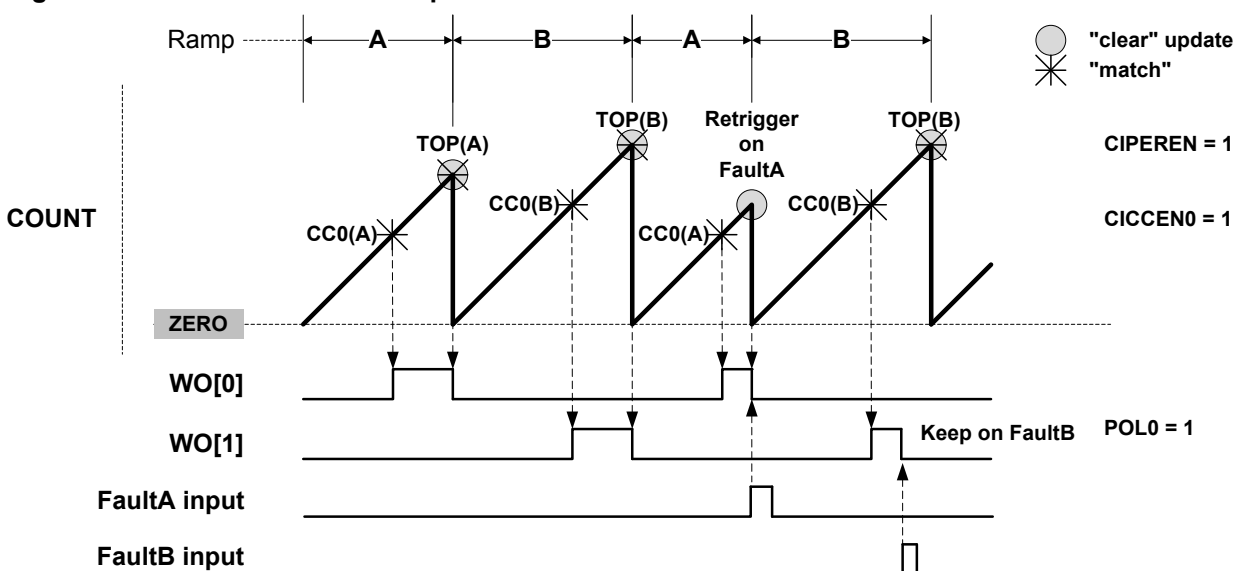 Ramp
A
B
A
B
"clear" update
"match"
TOP(A)
TOP(B)
Retrigger
on
FaultA
TOP(B)
CIPEREN = 1
COUNT
CC0(A)
CC0(B)
CC0(A)
CC0(B)
CICCEN0 = 1
ZERO
WO[0]
WO[1]
Keep on FaultB
POL0 = 1
FaultA input
FaultB input